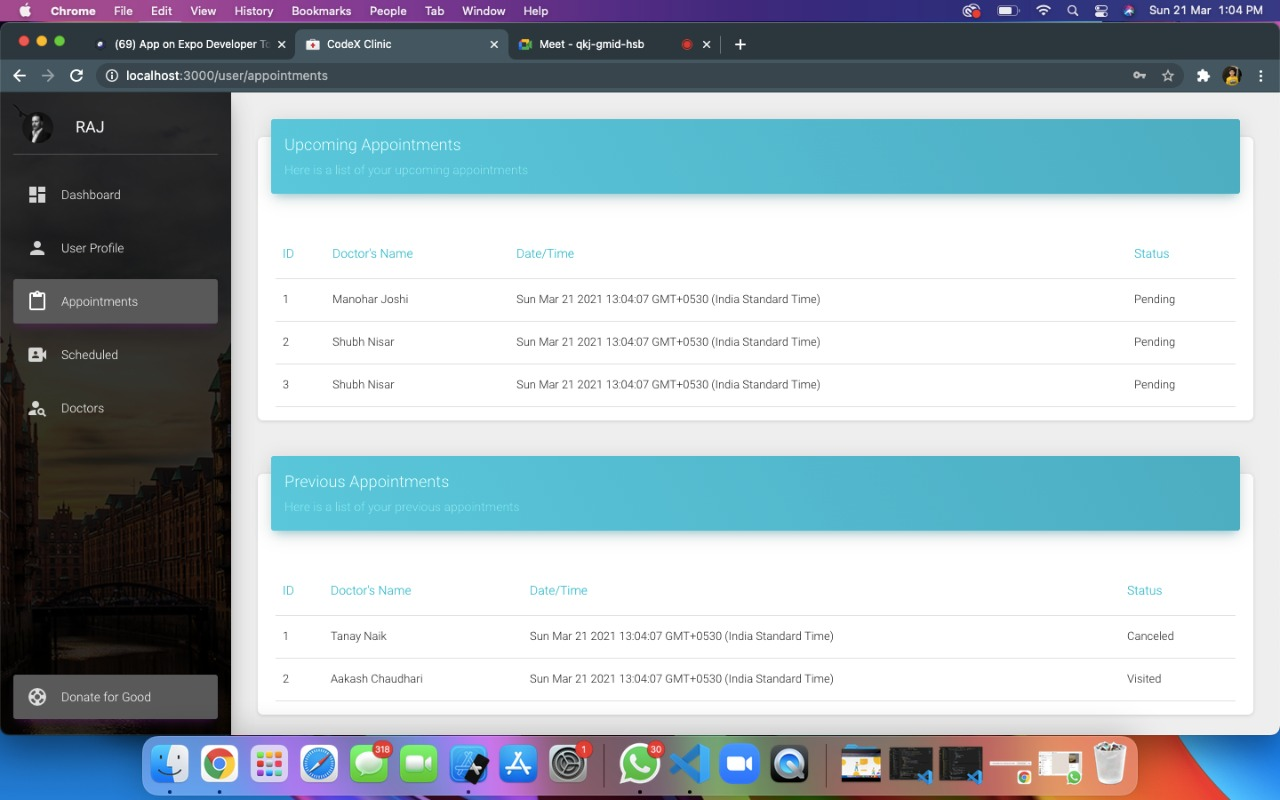 Chrome File Edit View History Bookmarks People Tab Window Help Sun 21 Mar 1:04 PM
(69) App on Expo Developer To CodeX Clinic Meet - qkj-gmid-hsb
localhost:3000/user/appointments
RAJ
Dashboard
User Profile
Appointments
Scheduled
Doctors
Donate for Good
Upcoming Appointments
Here is a list of your upcoming appointments
ID Doctor's Name Date/Time Status
1 Manohar Joshi Sun Mar 21 2021 13:04:07 GMT+0530 (India Standard Time) Pending
2 Shubh Nisar Sun Mar 21 2021 13:04:07 GMT+0530 (India Standard Time) Pending
3 Shubh Nisar Sun Mar 21 2021 13:04:07 GMT+0530 (India Standard Time) Pending
Previous Appointments
Here is a list of your previous appointments
ID Doctor's Name Date/Time Status
1 Tanay Naik Sun Mar 21 2021 13:04:07 GMT+0530 (India Standard Time) Canceled
2 Aakash Chaudhari Sun Mar 21 2021 13:04:07 GMT+0530 (India Standard Time) Visited
318 1 30